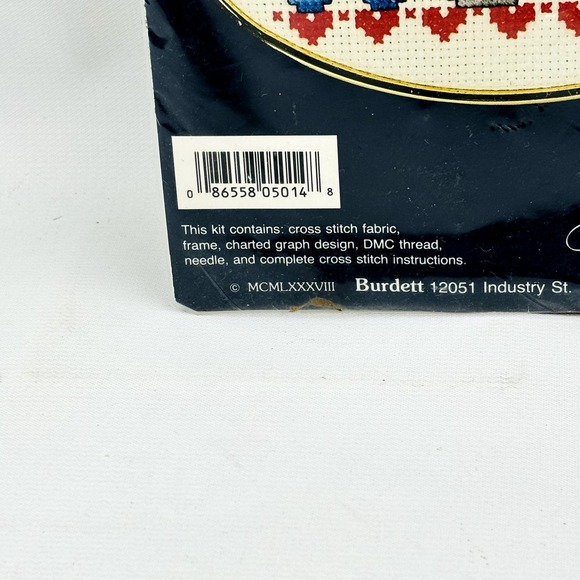 0 86558 05014 8
This kit contains: cross stitch fabric,
frame, charted graph design, DMC thread,
needle, and complete cross stitch instructions.
© MCMLXXXVIII Burdett 12051 Industry St.